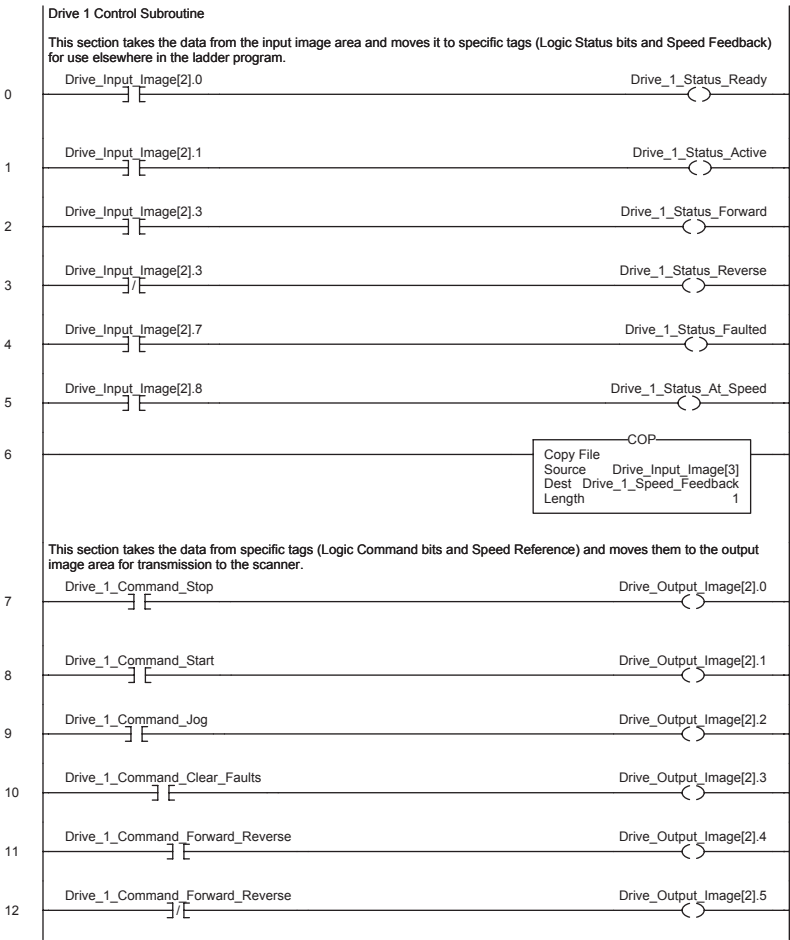 Drive 1 Control Subroutine
This section takes the data from the input image area and moves it to specific tags (Logic Status bits and Speed Feedback)
for use elsewhere in the ladder program.
Drive_Input_Image[2].0 Drive_1_Status_Ready
0
Drive_Input_Image[2].1 Drive_1_Status_Active
1
Drive_Input_Image[2].3 Drive_1_Status_Forward
2
Drive_Input_Image[2].3 Drive_1_Status_Reverse
3
Drive_Input_Image[2].7 Drive_1_Status_Faulted
4
Drive_Input_Image[2].8 Drive_1_Status_At_Speed
5
COP
6
Copy File
Source Drive_Input_Image[3]
Dest Drive_1_Speed_Feedback
Length 1
This section takes the data from specific tags (Logic Command bits and Speed Reference) and moves them to the output
image area for transmission to the scanner.
Drive_1_Command_Stop Drive_Output_Image[2].0
7
Drive_1_Command_Start Drive_Output_Image[2].1
8
Drive_1_Command_Jog Drive_Output_Image[2].2
9
Drive_1_Command_Clear_Faults Drive_Output_Image[2].3
10
Drive_1_Command_Forward_Reverse Drive_Output_Image[2].4
11
Drive_1_Command_Forward_Reverse Drive_Output_Image[2].5
12